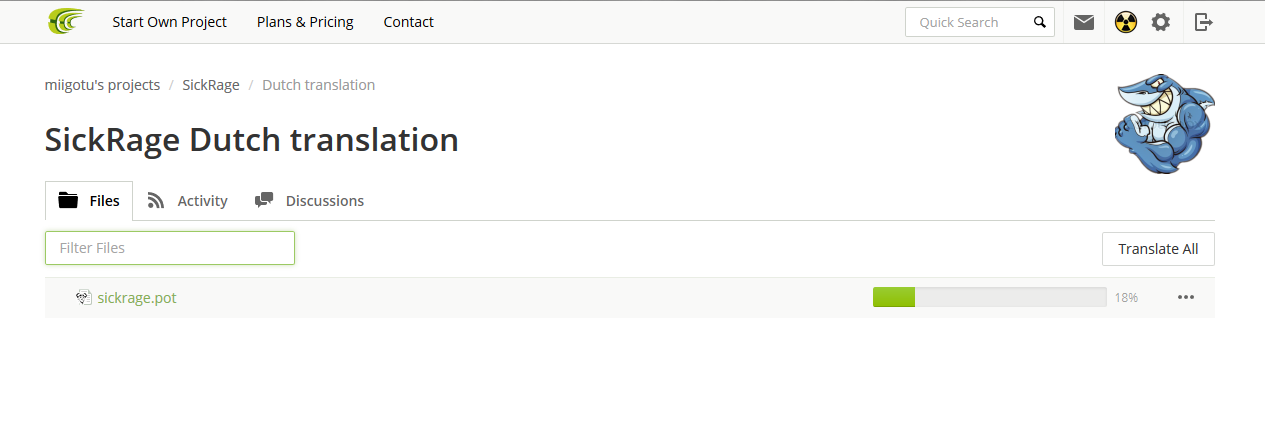 Start Own Project Plans & Pricing Contact Quick Search
miigotu's projects / SickRage / Dutch translation
SickRage Dutch translation
Files Activity Discussions
Filter Files Translate All
sickrage.pot 18%